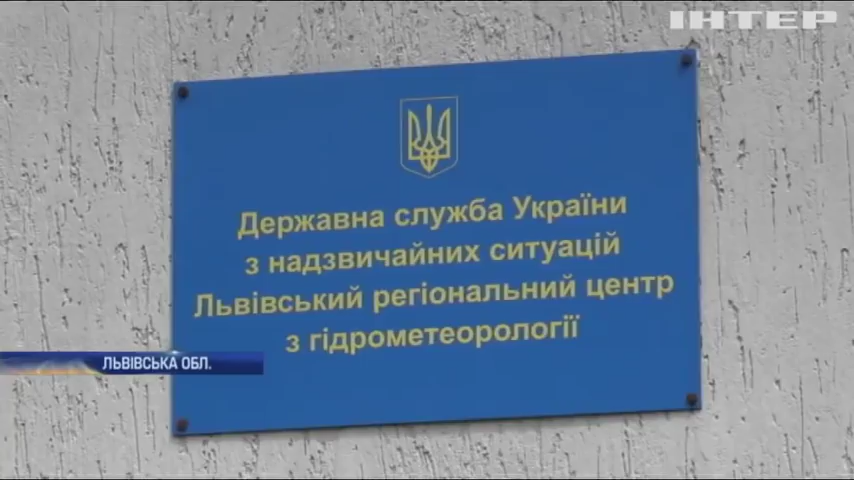 ІНТЕР
Державна служба України
з надзвичайних ситуацій
Львівський регіональний центр
з гідрометеорології
ЛЬВІВСЬКА ОБЛ.